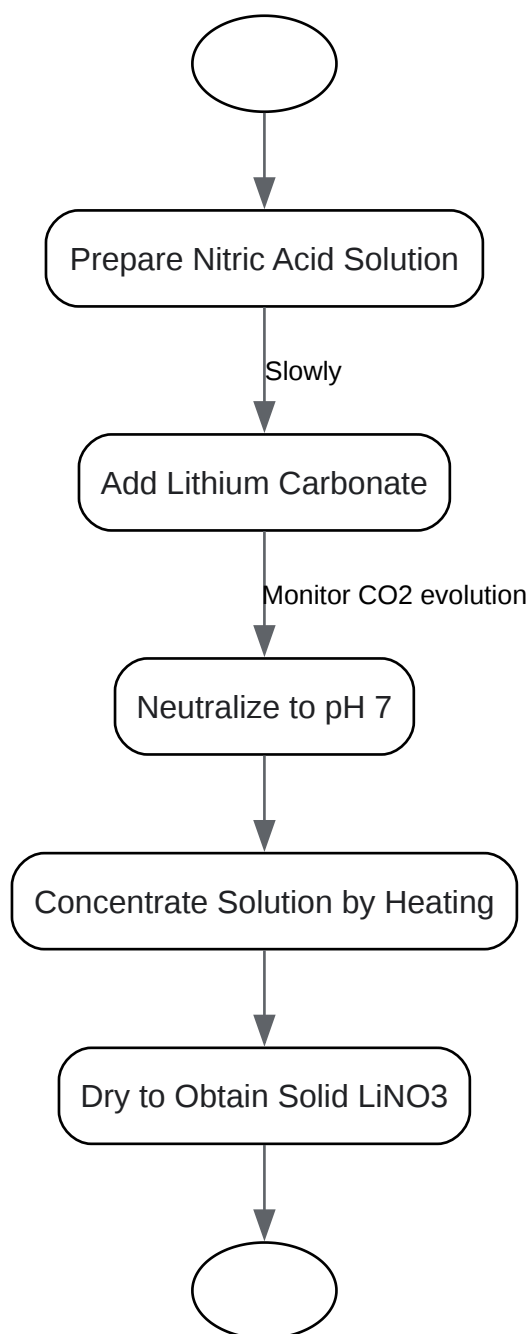 Prepare Nitric Acid Solution
Slowly
Add Lithium Carbonate
Monitor CO2 evolution
Neutralize to pH 7
Concentrate Solution by Heating
Dry to Obtain Solid LiNO3